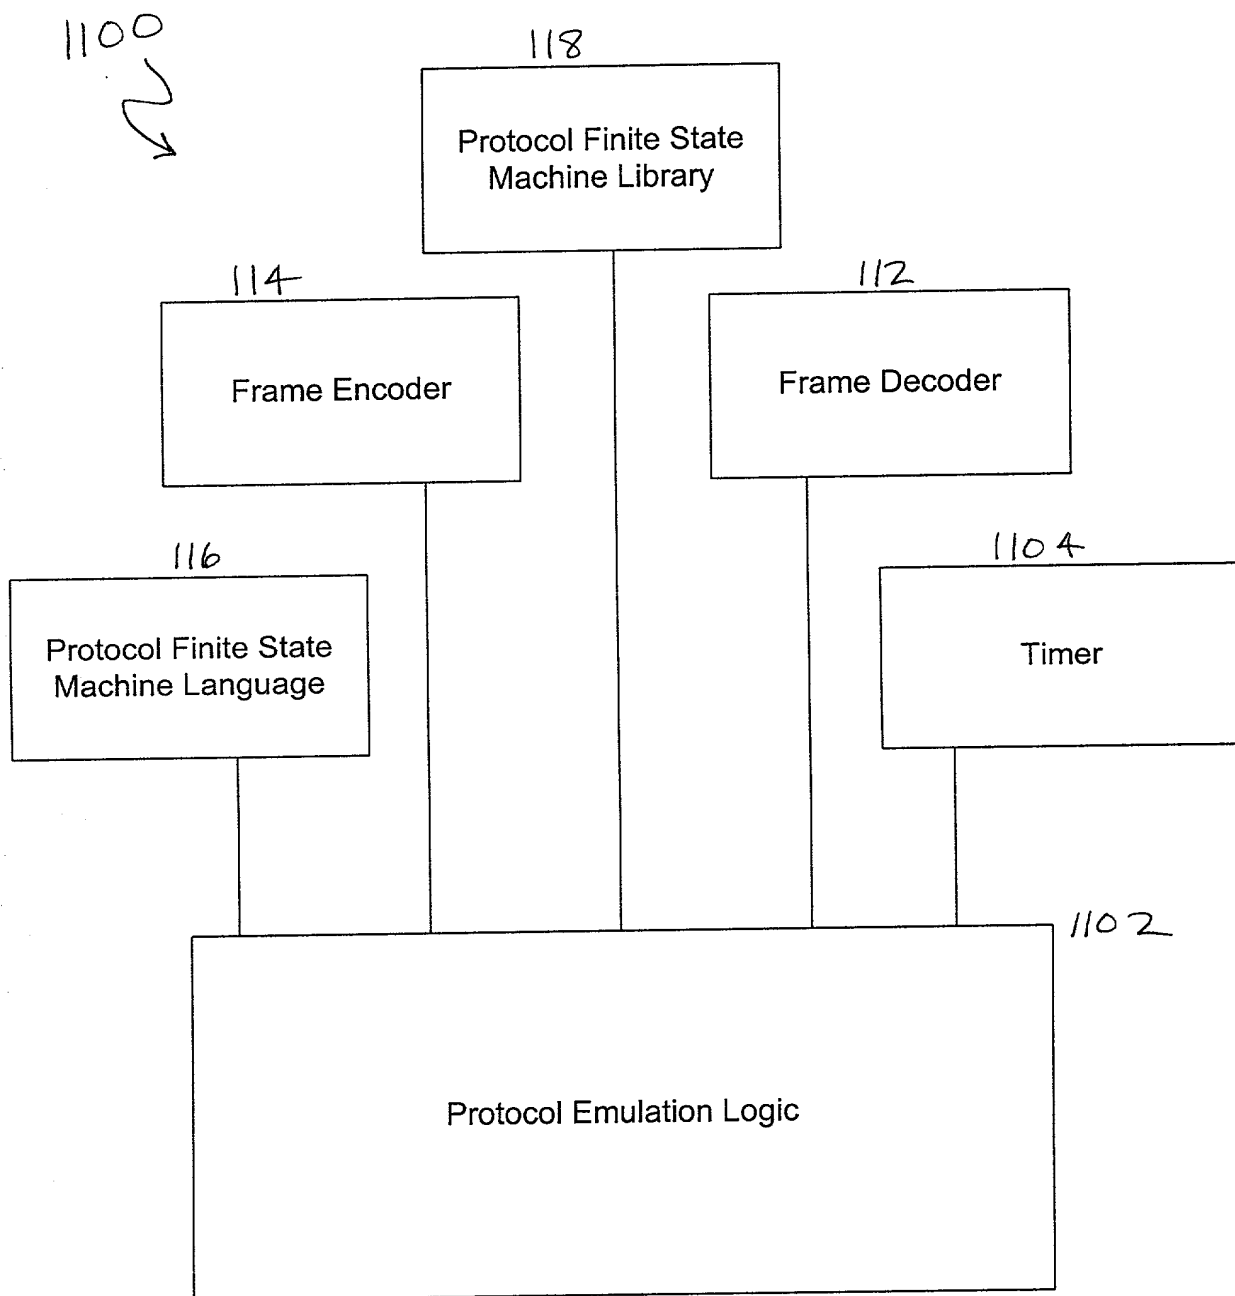 1100
118
Protocol Finite State
Machine Library
114
Frame Encoder
112
Frame Decoder
116
Protocol Finite State
Machine Language
1104
Timer
1102
Protocol Emulation Logic